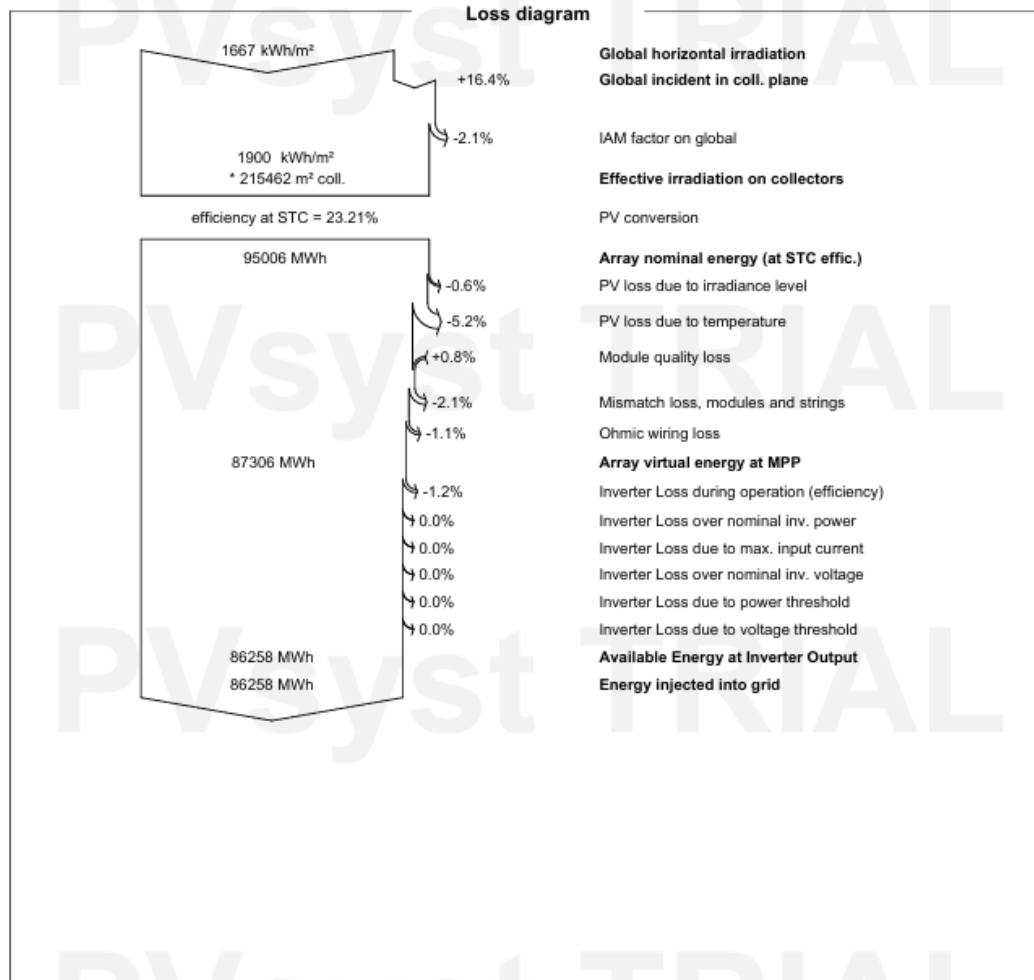 Loss diagram
1667 kWh/m² Global horizontal irradiation
+16.4% Global incident in coll. plane
-2.1% IAM factor on global
1900 kWh/m²
* 215462 m² coll. Effective irradiation on collectors
efficiency at STC = 23.21% PV conversion
95006 MWh Array nominal energy (at STC effic.)
-0.6% PV loss due to irradiance level
-5.2% PV loss due to temperature
+0.8% Module quality loss
-2.1% Mismatch loss, modules and strings
-1.1% Ohmic wiring loss
87306 MWh Array virtual energy at MPP
-1.2% Inverter Loss during operation (efficiency)
0.0% Inverter Loss over nominal inv. power
0.0% Inverter Loss due to max. input current
0.0% Inverter Loss over nominal inv. voltage
0.0% Inverter Loss due to power threshold
0.0% Inverter Loss due to voltage threshold
86258 MWh Available Energy at Inverter Output
86258 MWh Energy injected into grid
PVsyst TRIAL
PVsyst TRIAL
PVsyst TRIAL
PVsyst TRIAL